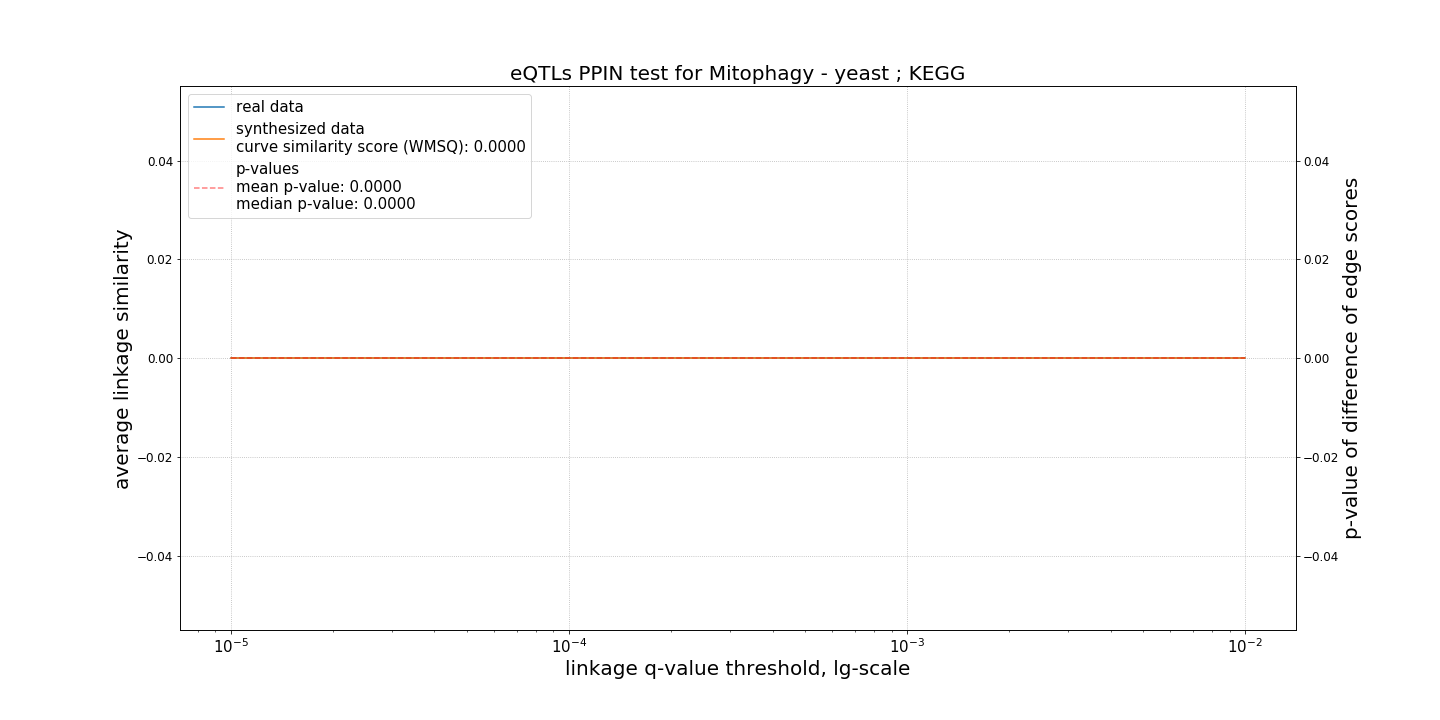 eQTLs PPIN test for Mitophagy - yeast ; KEGG
real data
synthesized data
curve similarity score (WMSQ): 0.0000
p-values
mean p-value: 0.0000
median p-value: 0.0000
average linkage similarity
0.04
0.02
0.00
−0.02
−0.04
0.04
0.02
0.00
−0.02
−0.04
p-value of difference of edge scores
10⁻⁵ 10⁻⁴ 10⁻³ 10⁻²
linkage q-value threshold, lg-scale